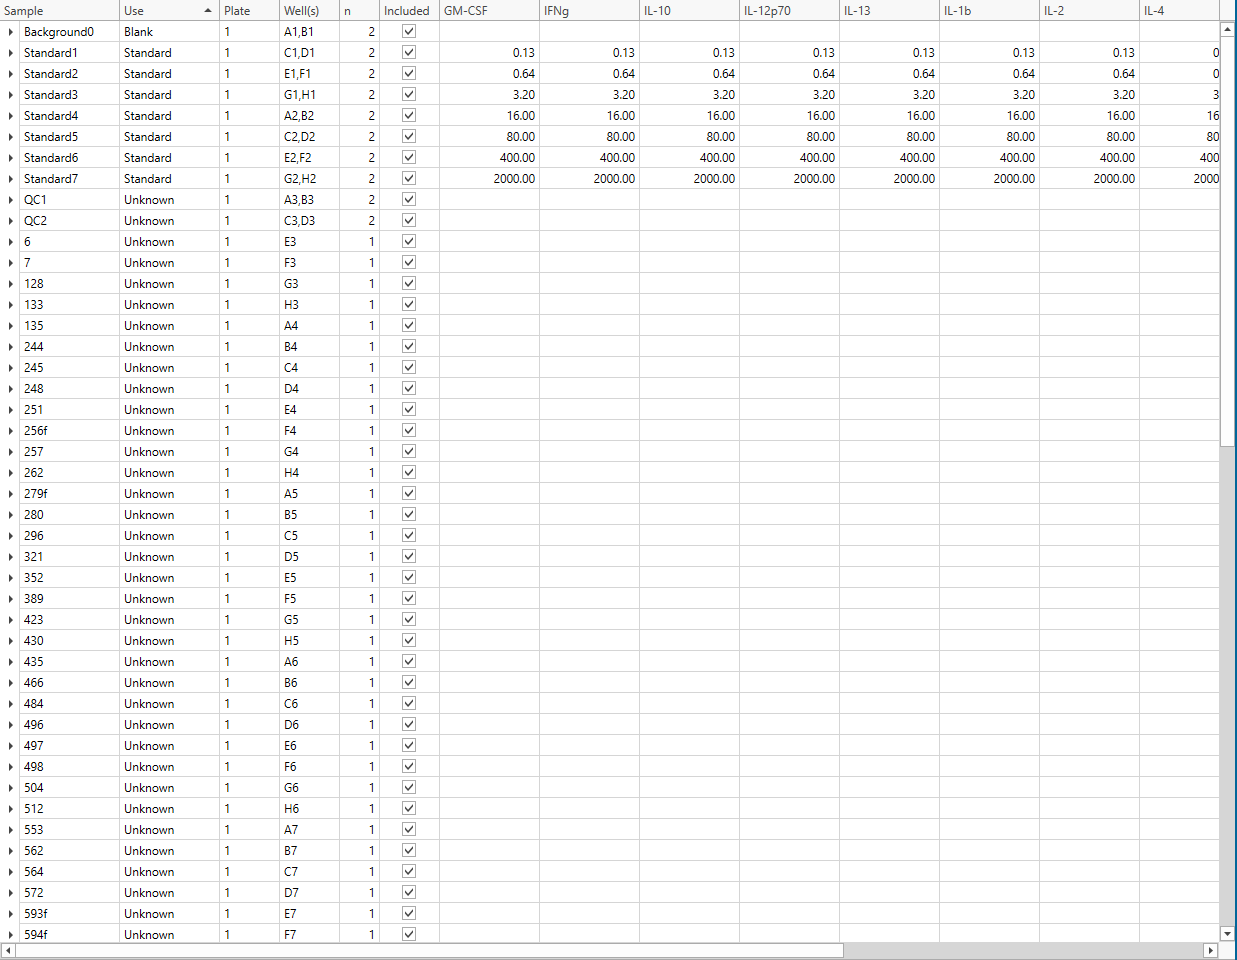 Sample Use Plate Well(s) n Included GM-CSF IFNg IL-10 IL-12p70 IL-13 IL-1b IL-2 IL-4
Background0 Blank 1 A1,B1 2
Standard1 Standard 1 C1,D1 2 0.13 0.13 0.13 0.13 0.13 0.13 0.13 0
Standard2 Standard 1 E1,F1 2 0.64 0.64 0.64 0.64 0.64 0.64 0.64 0
Standard3 Standard 1 G1,H1 2 3.20 3.20 3.20 3.20 3.20 3.20 3.20 3
Standard4 Standard 1 A2,B2 2 16.00 16.00 16.00 16.00 16.00 16.00 16.00 16
Standard5 Standard 1 C2,D2 2 80.00 80.00 80.00 80.00 80.00 80.00 80.00 80
Standard6 Standard 1 E2,F2 2 400.00 400.00 400.00 400.00 400.00 400.00 400.00 400
Standard7 Standard 1 G2,H2 2 2000.00 2000.00 2000.00 2000.00 2000.00 2000.00 2000.00 2000
QC1 Unknown 1 A3,B3 2
QC2 Unknown 1 C3,D3 2
6 Unknown 1 E3 1
7 Unknown 1 F3 1
128 Unknown 1 G3 1
133 Unknown 1 H3 1
135 Unknown 1 A4 1
244 Unknown 1 B4 1
245 Unknown 1 C4 1
248 Unknown 1 D4 1
251 Unknown 1 E4 1
256f Unknown 1 F4 1
257 Unknown 1 G4 1
262 Unknown 1 H4 1
279f Unknown 1 A5 1
280 Unknown 1 B5 1
296 Unknown 1 C5 1
321 Unknown 1 D5 1
352 Unknown 1 E5 1
389 Unknown 1 F5 1
423 Unknown 1 G5 1
430 Unknown 1 H5 1
435 Unknown 1 A6 1
466 Unknown 1 B6 1
484 Unknown 1 C6 1
496 Unknown 1 D6 1
497 Unknown 1 E6 1
498 Unknown 1 F6 1
504 Unknown 1 G6 1
512 Unknown 1 H6 1
553 Unknown 1 A7 1
562 Unknown 1 B7 1
564 Unknown 1 C7 1
572 Unknown 1 D7 1
593f Unknown 1 E7 1
594f Unknown 1 F7 1